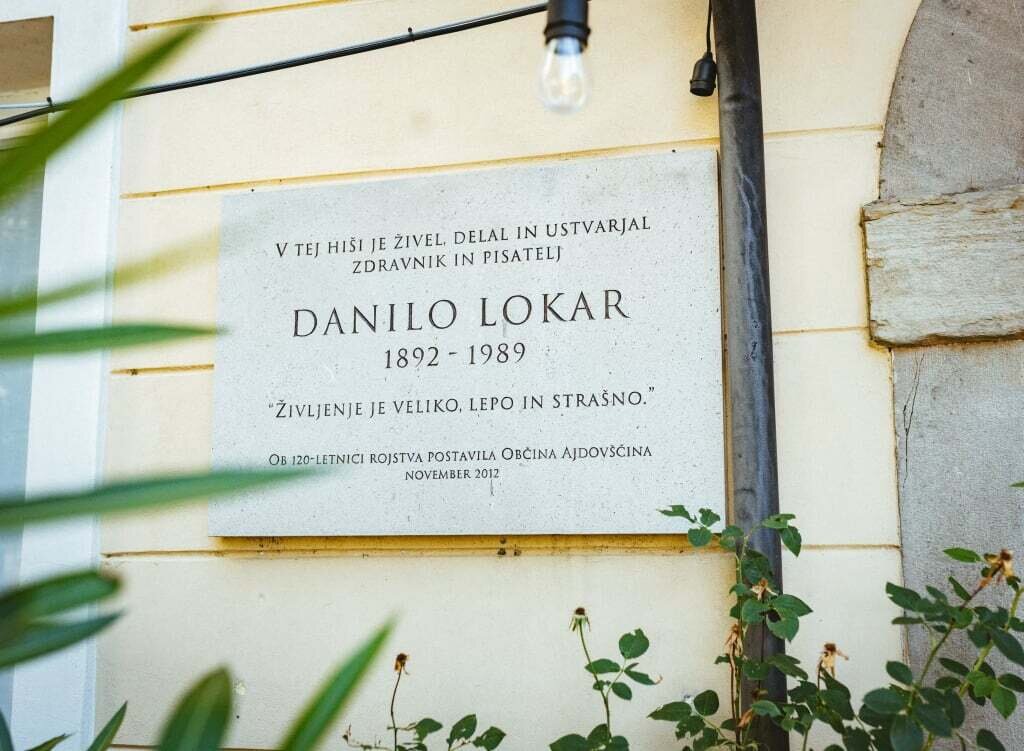 V TEJ HIŠI JE ŽIVEL, DELAL IN USTVARJAL
ZDRAVNIK IN PISATELJ
DANILO LOKAR
1892 - 1989
“ŽIVLJENJE JE VELIKO, LEPO IN STRAŠNO.”
OB 120-LETNICI ROJSTVA POSTAVILA OBČINA AJDOVŠČINA
NOVEMBER 2012